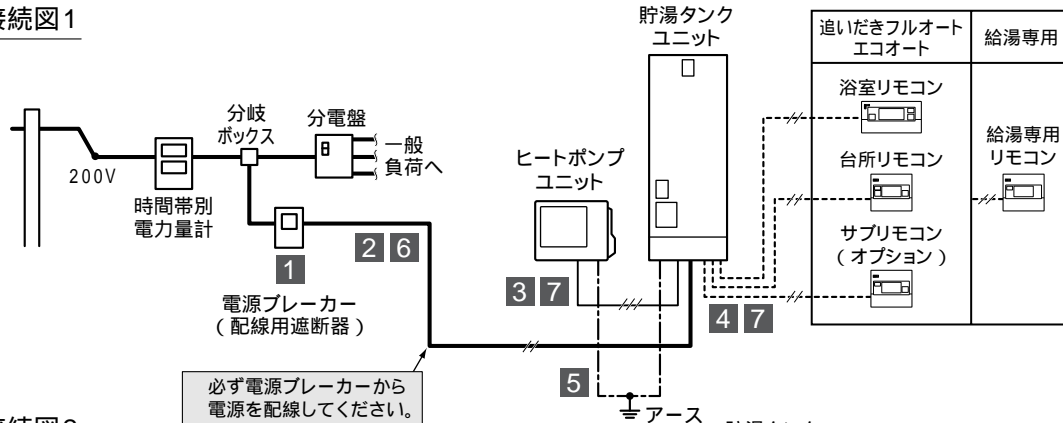 接続図1
貯湯タンク
ユニット
追いだきフルオート
エコオート
給湯専用
浴室リモコン
台所リモコン
サブリモコン
(オプション)
給湯専用
リモコン
200V
時間帯別
電力量計
分岐
ボックス
分電盤
一般
負荷へ
ヒートポンプ
ユニット
1
2 6
電源ブレーカー
(配線用遮断器)
3 7
4 7
5
必ず電源ブレーカーから
電源を配線してください。
アース